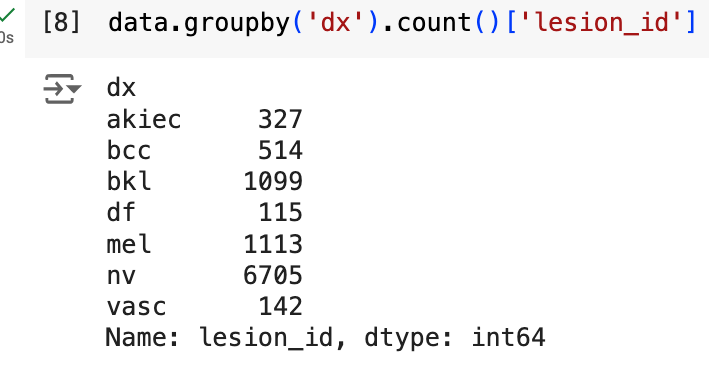 [8] data.groupby('dx').count()['lesion_id']
0s
dx
akiec 327
bcc 514
bkl 1099
df 115
mel 1113
nv 6705
vasc 142
Name: lesion_id, dtype: int64